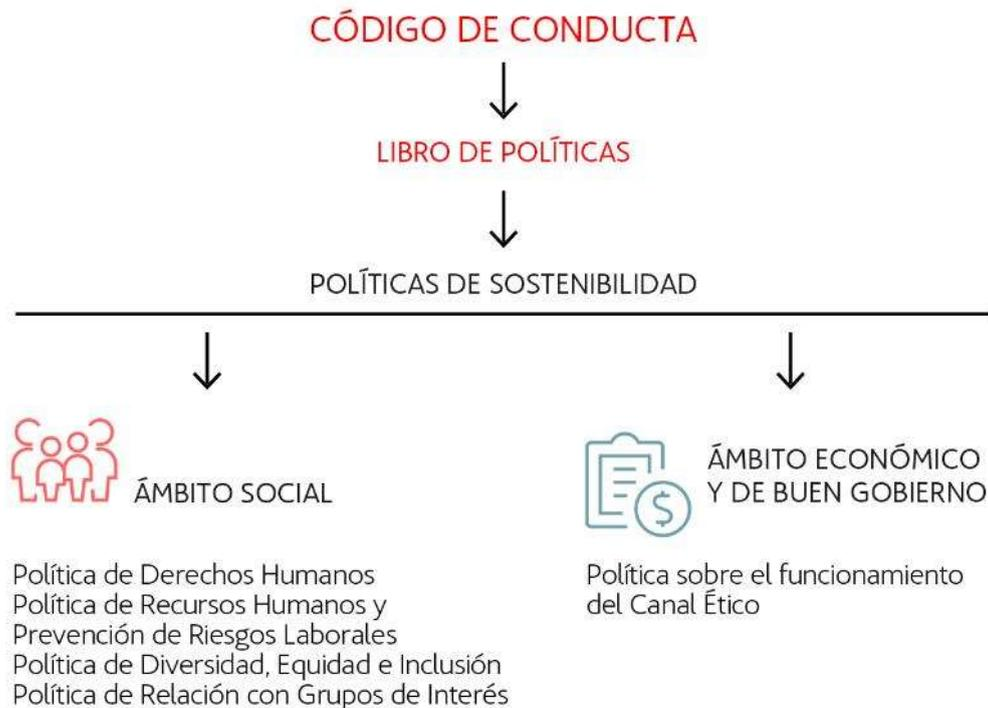 CÓDIGO DE CONDUCTA
LIBRO DE POLÍTICAS
POLÍTICAS DE SOSTENIBILIDAD
ÁMBITO SOCIAL
Política de Derechos Humanos
Política de Recursos Humanos y
Prevención de Riesgos Laborales
Política de Diversidad, Equidad e Inclusión
Política de Relación con Grupos de Interés
$
ÁMBITO ECONÓMICO
Y DE BUEN GOBIERNO
Política sobre el funcionamiento
del Canal Ético